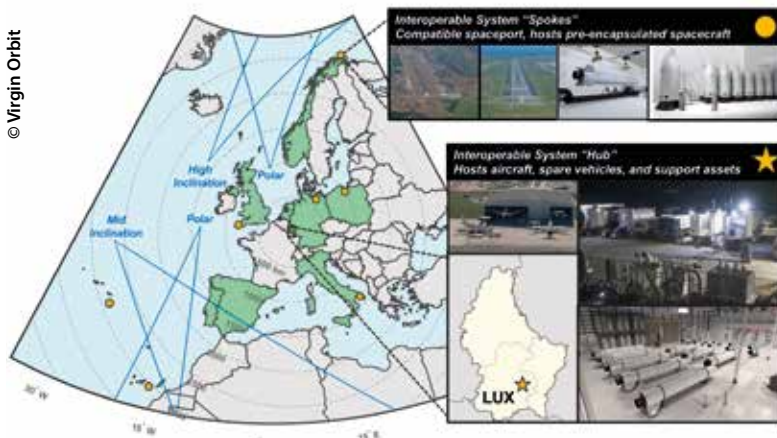 © Virgin Orbit
Interoperable System "Spokes"
Compatible spaceport, hosts pre-encapsulated spacecraft
Interoperable System "Hub"
Hosts aircraft, spare vehicles, and support assets
High
Inclination
Polar
Mid
Inclination
Polar
LUX
30° W
15° W